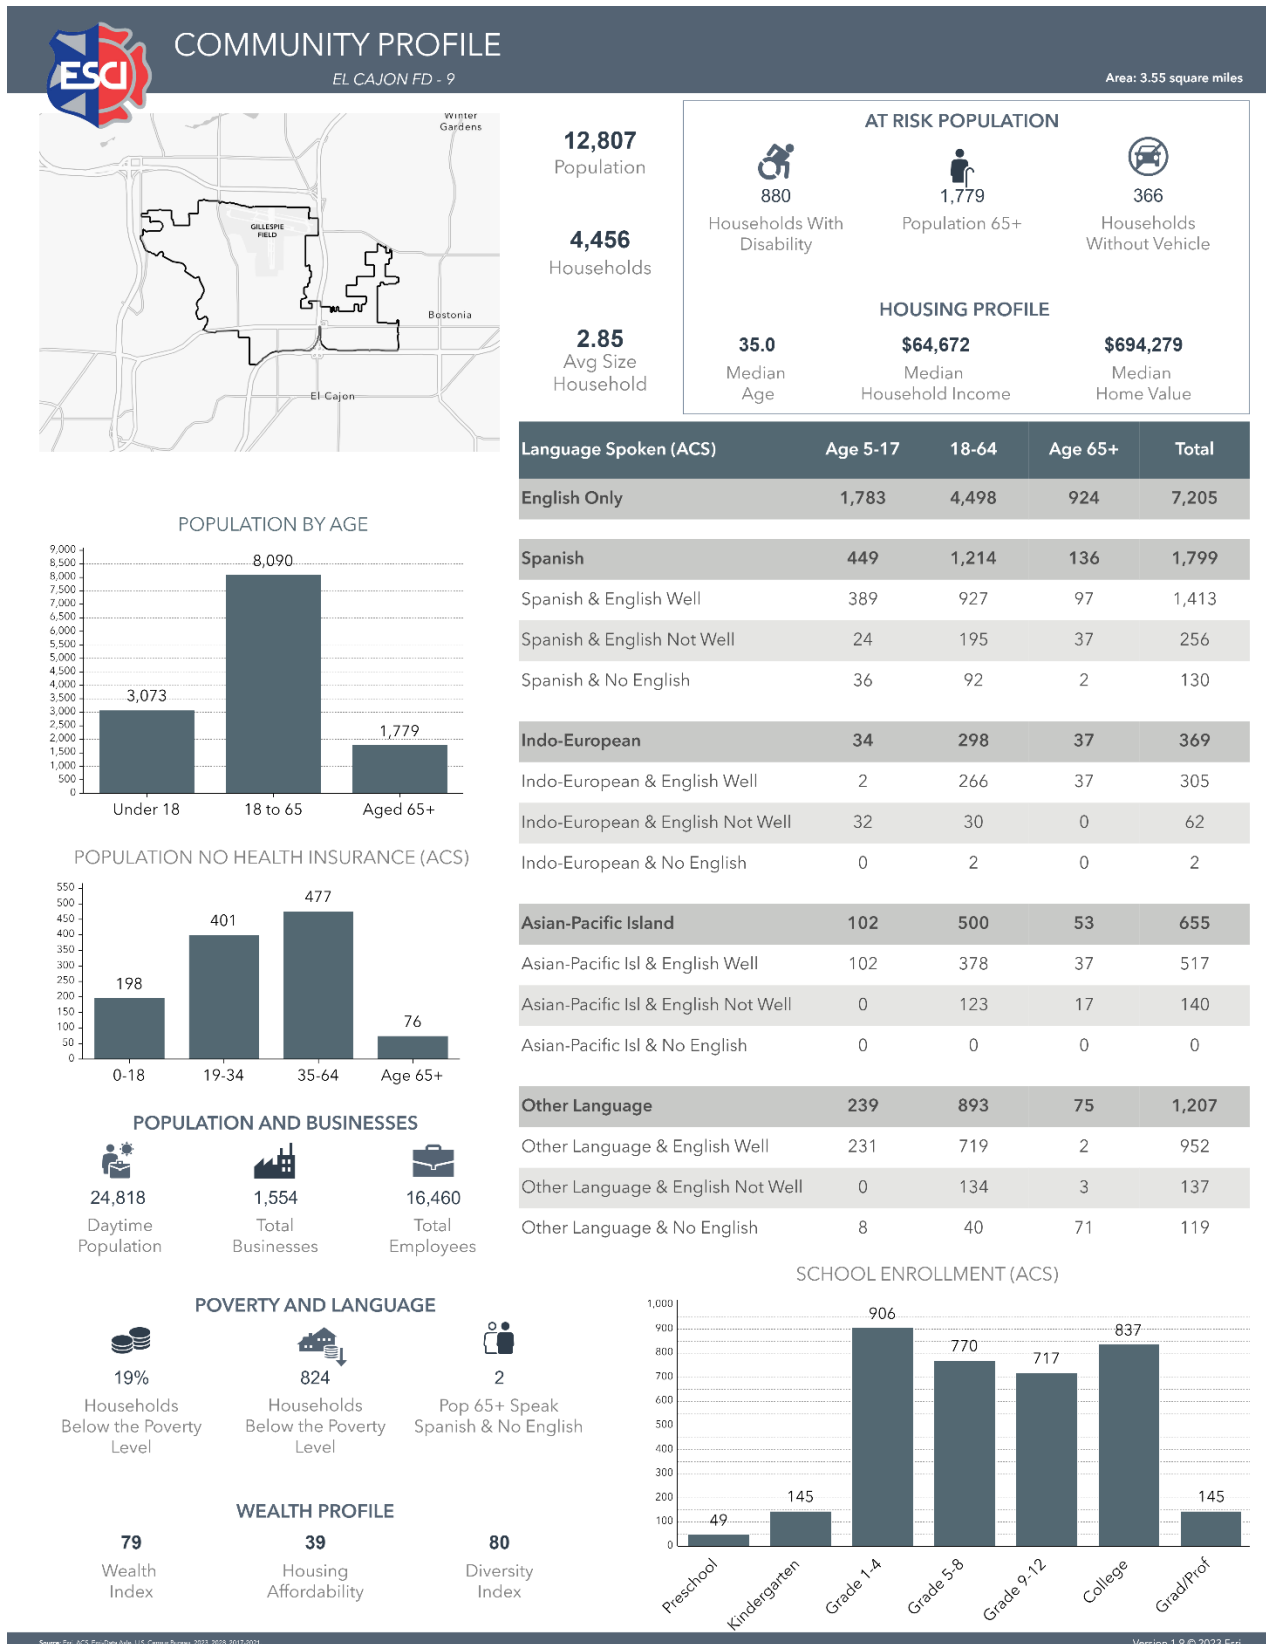 ESCI
COMMUNITY PROFILE
EL CAJON FD - 9
Area: 3.55 square miles
Winter
Gardens
GILLESPIE
FIELD
Bostonia
El Cajon
12,807
Population
4,456
Households
2.85
Avg Size
Household
AT RISK POPULATION
880
Households With
Disability
1,779
Population 65+
366
Households
Without Vehicle
HOUSING PROFILE
35.0
Median
Age
$64,672
Median
Household Income
$694,279
Median
Home Value
Language Spoken (ACS) Age 5-17 18-64 Age 65+ Total
English Only 1,783 4,498 924 7,205
Spanish 449 1,214 136 1,799
Spanish & English Well 389 927 97 1,413
Spanish & English Not Well 24 195 37 256
Spanish & No English 36 92 2 130
Indo-European 34 298 37 369
Indo-European & English Well 2 266 37 305
Indo-European & English Not Well 32 30 0 62
Indo-European & No English 0 2 0 2
Asian-Pacific Island 102 500 53 655
Asian-Pacific Isl & English Well 102 378 37 517
Asian-Pacific Isl & English Not Well 0 123 17 140
Asian-Pacific Isl & No English 0 0 0 0
Other Language 239 893 75 1,207
Other Language & English Well 231 719 2 952
Other Language & English Not Well 0 134 3 137
Other Language & No English 8 40 71 119
POPULATION BY AGE
9,000
8,500
8,000
7,500
7,000
6,500
6,000
5,500
5,000
4,500
4,000
3,500
3,000
2,500
2,000
1,500
1,000
500
0
3,073
8,090
1,779
Under 18 18 to 65 Aged 65+
POPULATION NO HEALTH INSURANCE (ACS)
550
500
450
400
350
300
250
200
150
100
50
0
198
401
477
76
0-18 19-34 35-64 Age 65+
POPULATION AND BUSINESSES
24,818
Daytime
Population
1,554
Total
Businesses
16,460
Total
Employees
POVERTY AND LANGUAGE
19%
Households
Below the Poverty
Level
824
Households
Below the Poverty
Level
2
Pop 65+ Speak
Spanish & No English
WEALTH PROFILE
79
Wealth
Index
39
Housing
Affordability
80
Diversity
Index
SCHOOL ENROLLMENT (ACS)
1,000
900
800
700
600
500
400
300
200
100
0
49
145
906
770
717
837
145
Preschool
Kindergarten
Grade 1-4
Grade 5-8
Grade 9-12
College
Grad/Prof
Source: Esri, ACS, Esri-Data Axle, U.S. Census Bureau, 2023, 2028, 2017-2021
Version 1.9 © 2023 Esri